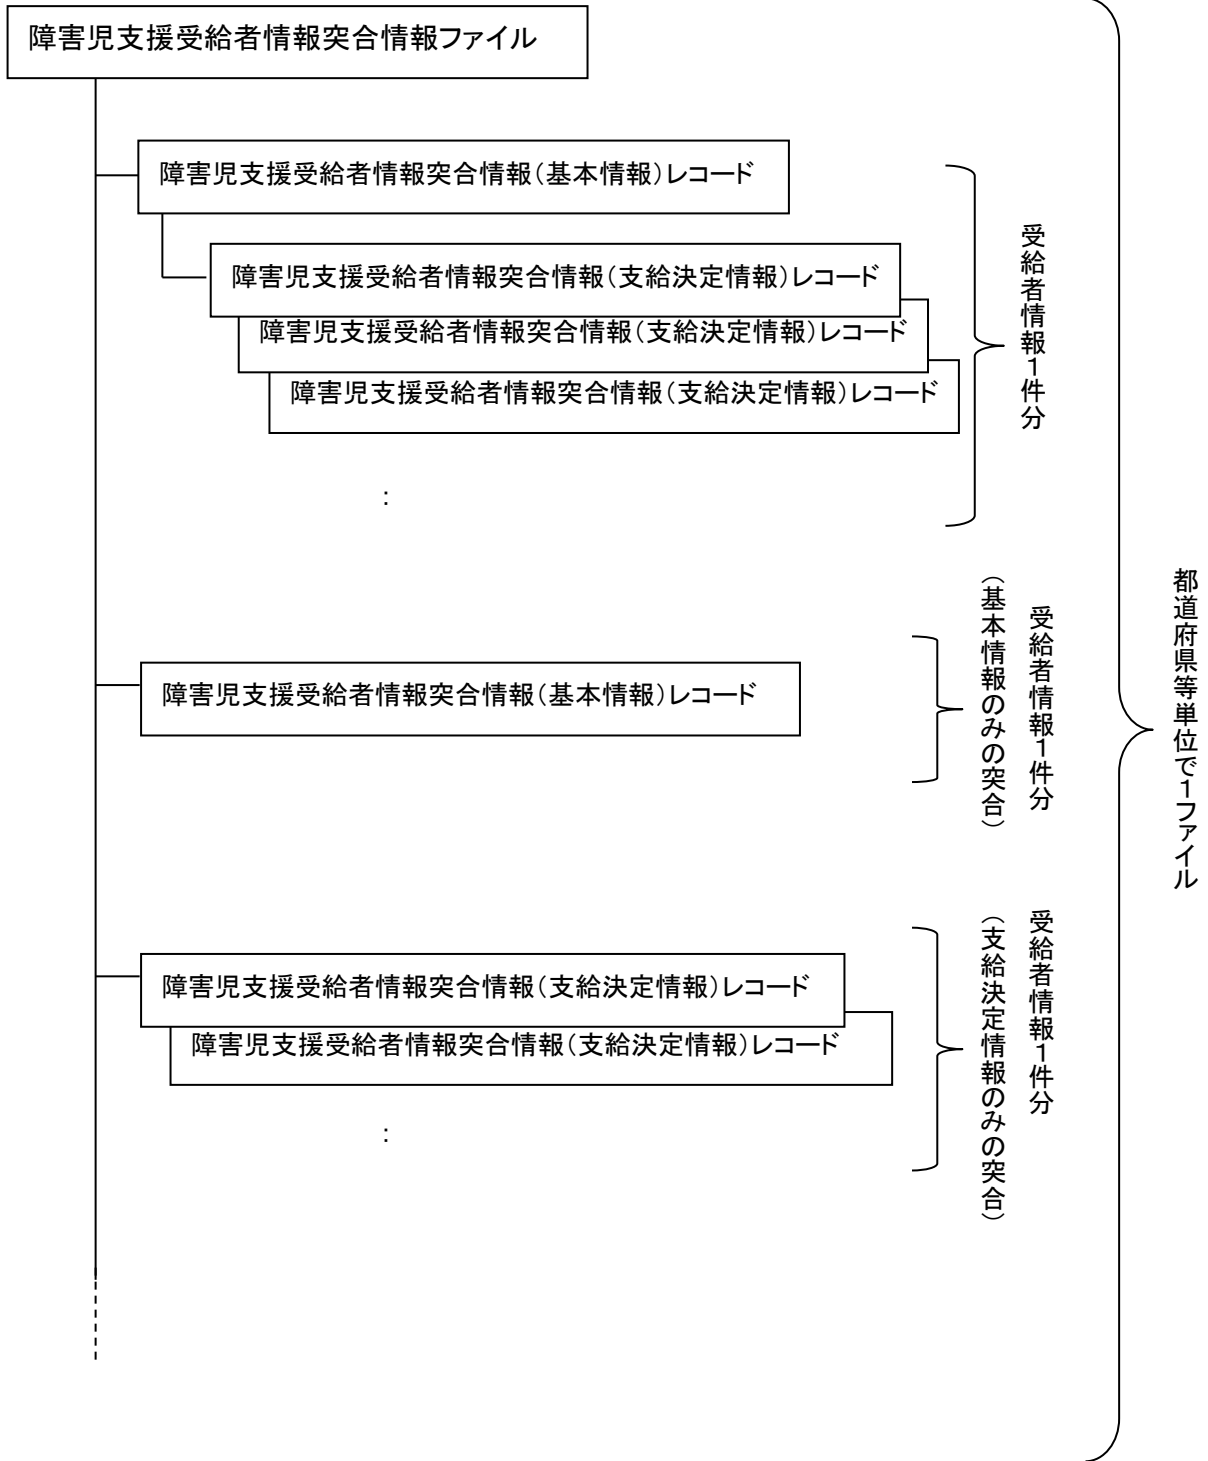 障害児支援受給者情報突合情報ファイル
障害児支援受給者情報突合情報(基本情報)レコード
障害児支援受給者情報突合情報(支給決定情報)レコード
障害児支援受給者情報突合情報(支給決定情報)レコード
障害児支援受給者情報突合情報(支給決定情報)レコード
:
受給者情報1件分
障害児支援受給者情報突合情報(基本情報)レコード
受給者情報1件分
(基本情報のみの突合)
障害児支援受給者情報突合情報(支給決定情報)レコード
障害児支援受給者情報突合情報(支給決定情報)レコード
:
受給者情報1件分
(支給決定情報のみの突合)
都道府県等単位で1ファイル